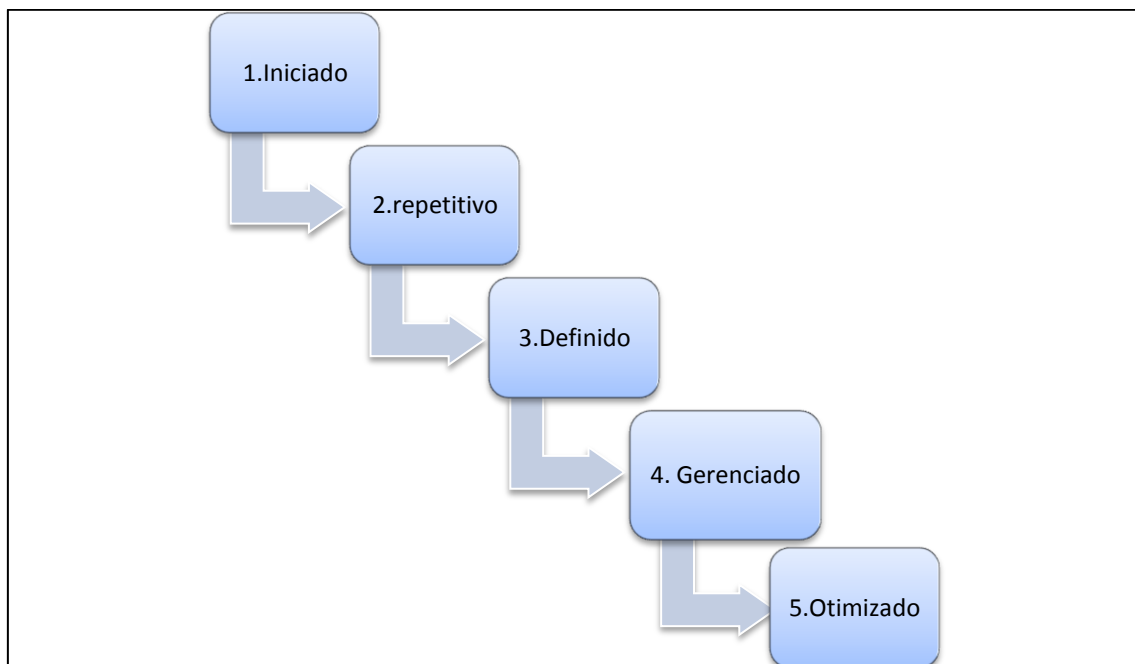 1.Iniciado
2.repetitivo
3.Definido
4. Gerenciado
5.Otimizado